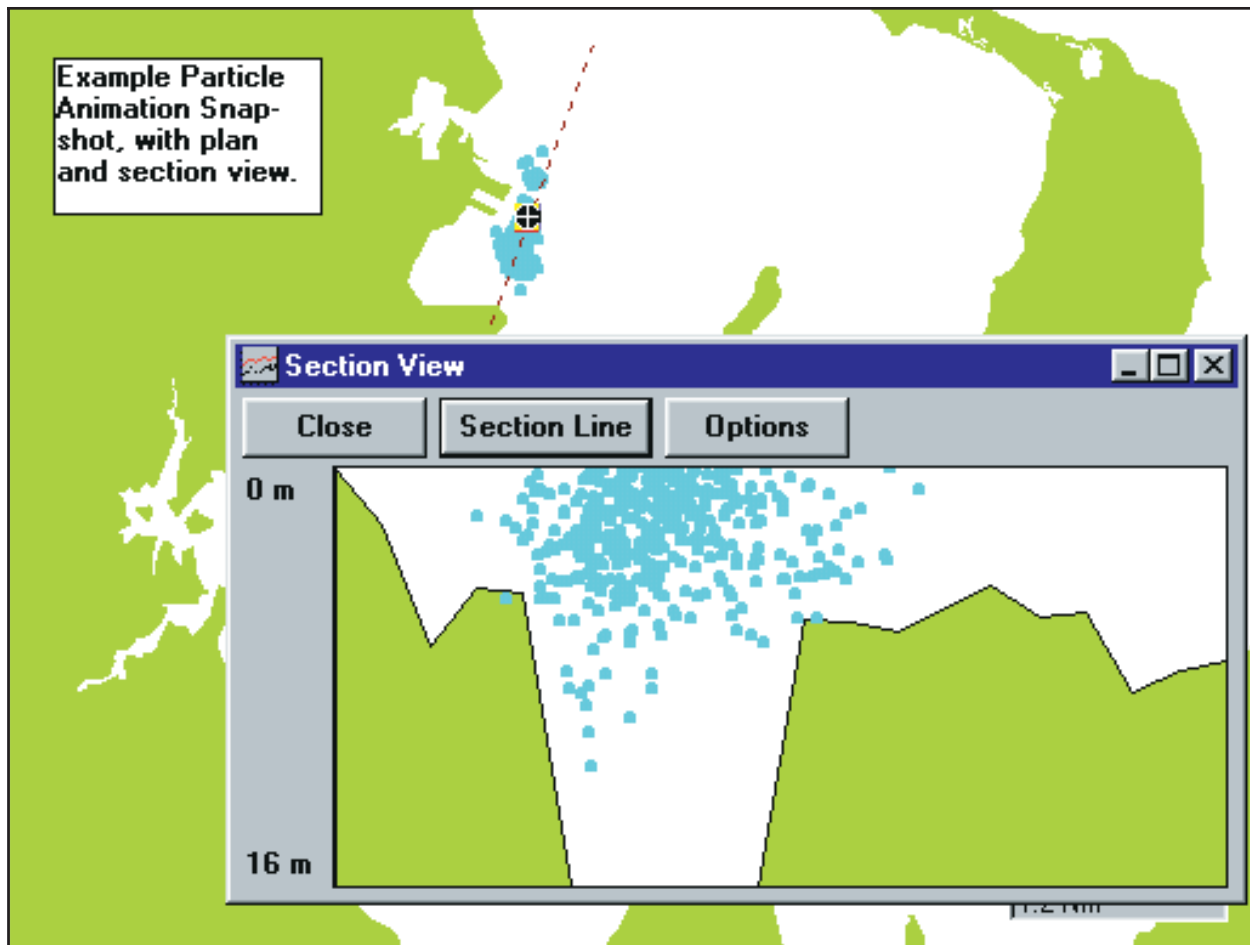 Example Particle
Animation Snap-
shot, with plan
and section view.
Section View
Close
Section Line
Options
0 m
16 m